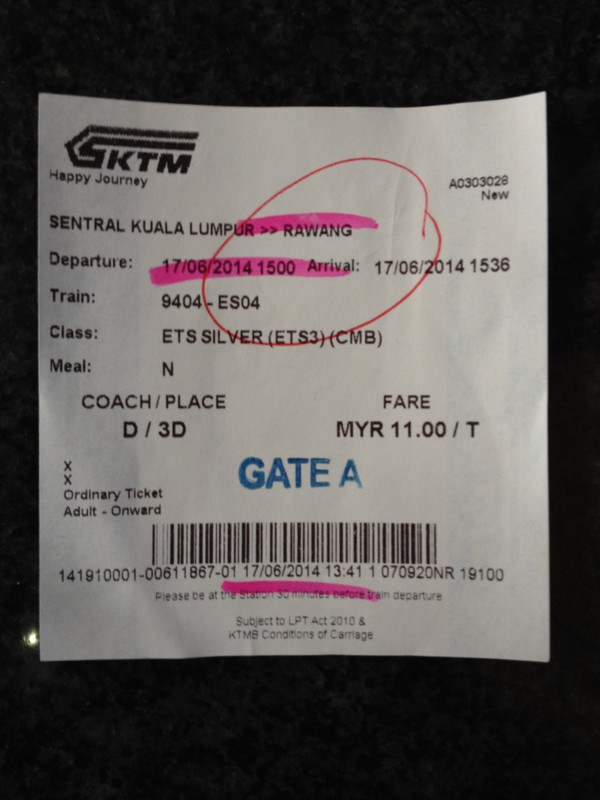 KTM
Happy Journey
A0303028
New
SENTRAL KUALA LUMPUR >> RAWANG
Departure: 17/06/2014 1500 Arrival: 17/06/2014 1536
Train: 9404 - ES04
Class: ETS SILVER (ETS3) (CMB)
Meal: N
COACH / PLACE FARE
D / 3D MYR 11.00 / T
GATE A
X
X
Ordinary Ticket
Adult - Onward
141910001-00611867-01 17/06/2014 13:41 1 070920NR 19100
Please be at the Station 30 minutes before train departure
Subject to LPT Act 2010 &
KTMB Conditions of Carriage